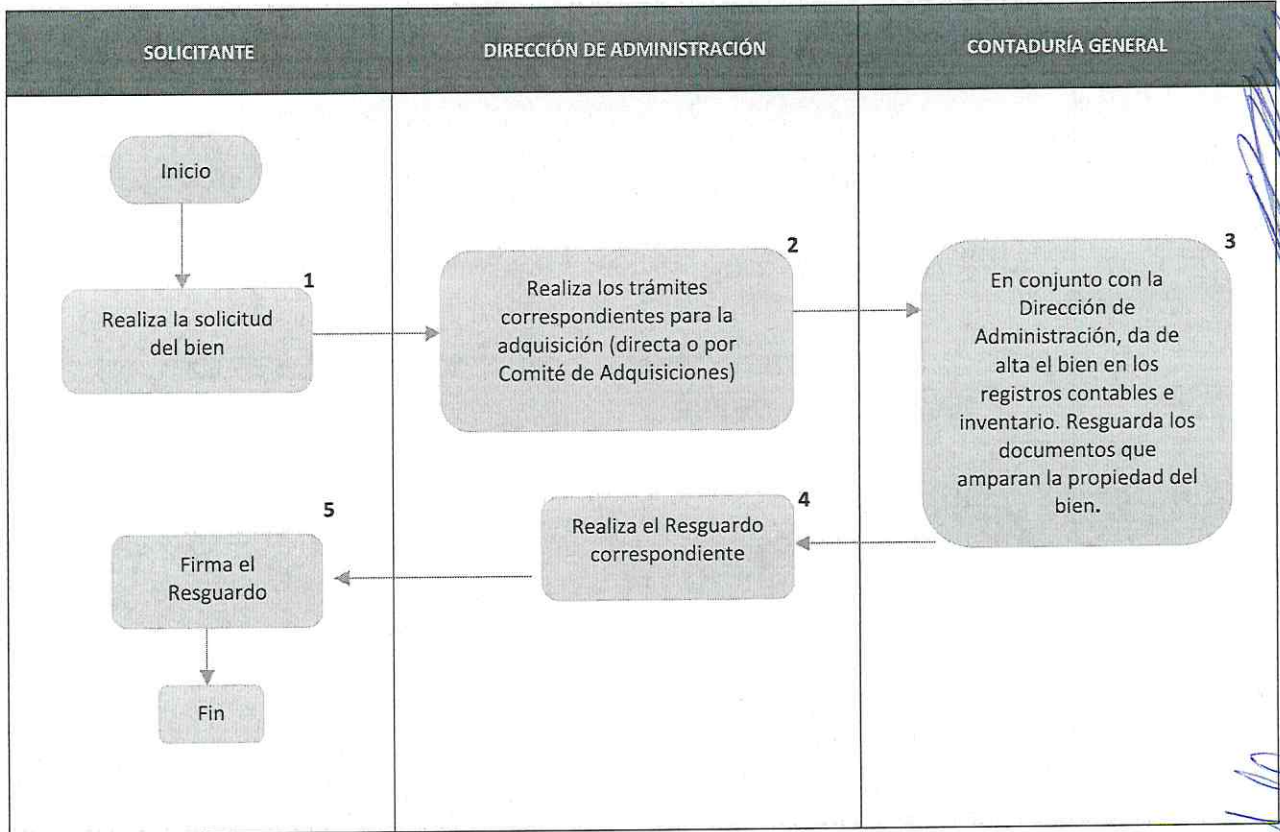 SOLICITANTE
DIRECCIÓN DE ADMINISTRACIÓN
CONTADURÍA GENERAL
Inicio
1
Realiza la solicitud
del bien
2
Realiza los trámites
correspondientes para la
adquisición (directa o por
Comité de Adquisiciones)
3
En conjunto con la
Dirección de
Administración, da de
alta el bien en los
registros contables e
inventario. Resguarda los
documentos que
amparan la propiedad del
bien.
4
Realiza el Resguardo
correspondiente
5
Firma el
Resguardo
Fin